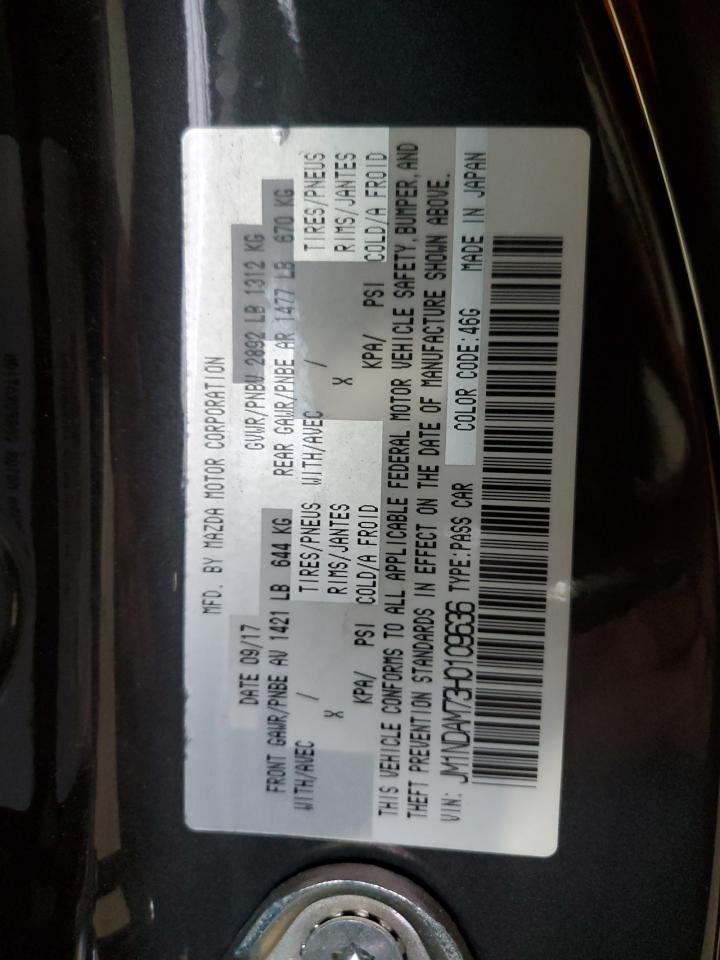 MFD. BY MAZDA MOTOR CORPORATION
DATE 09/17 GVWR/PNBV 2892 LB 1312 KG
FRONT GAWR/PNBE AV 1421 LB 644 KG REAR GAWR/PNBE AR 1477 LB 670 KG
WITH/AVEC / TIRES/PNEUS WITH/AVEC / TIRES/PNEUS
X RIMS/JANTES X RIMS/JANTES
KPA/ PSI COLD/A FROID KPA/ PSI COLD/A FROID
THIS VEHICLE CONFORMS TO ALL APPLICABLE FEDERAL MOTOR VEHICLE SAFETY, BUMPER, AND
THEFT PREVENTION STANDARDS IN EFFECT ON THE DATE OF MANUFACTURE SHOWN ABOVE.
VIN: JM1NDAM73H0109636 TYPE:PASS CAR COLOR CODE:46G MADE IN JAPAN